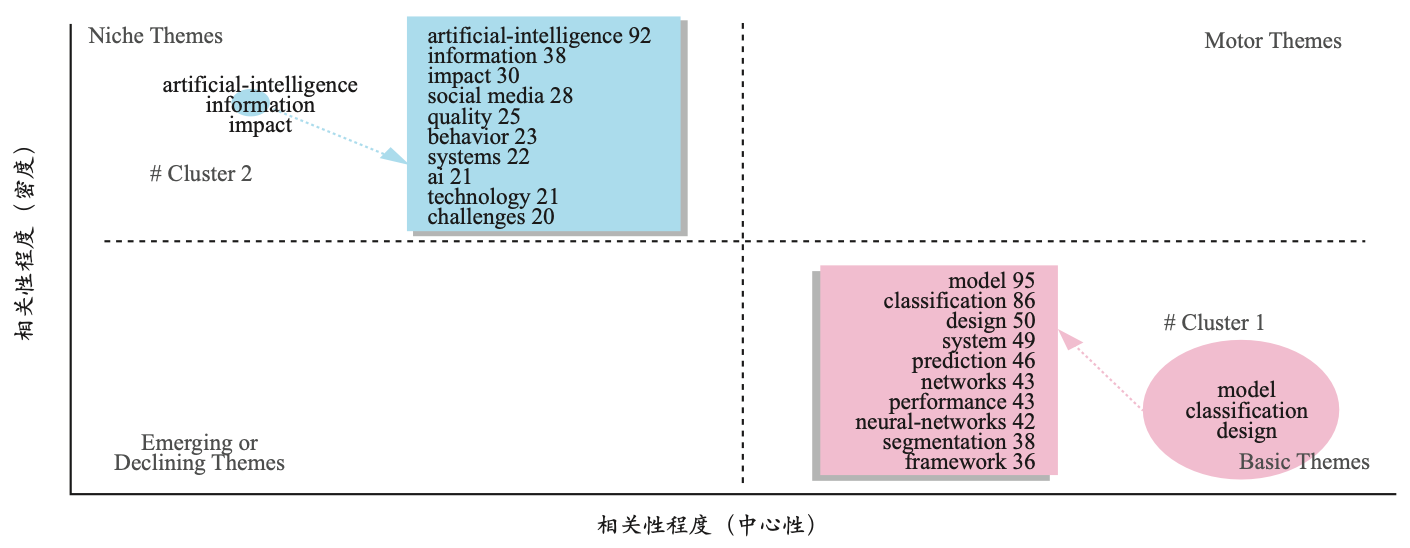 Niche Themes
artificial-intelligence
information
impact
# Cluster 2
artificial-intelligence 92
information 38
impact 30
social media 28
quality 25
behavior 23
systems 22
ai 21
technology 21
challenges 20
Motor Themes
相关性程度（密度）
Emerging or
Declining Themes
model 95
classification 86
design 50
system 49
prediction 46
networks 43
performance 43
neural-networks 42
segmentation 38
framework 36
# Cluster 1
model
classification
design
Basic Themes
相关性程度（中心性）